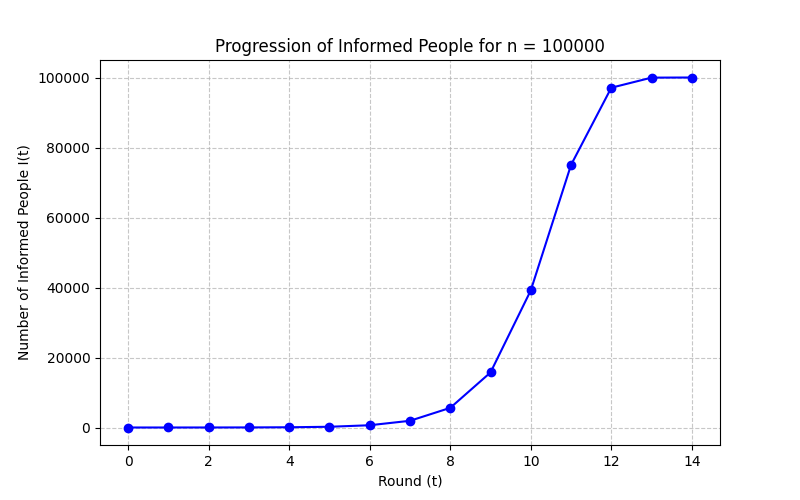 Progression of Informed People for n = 100000
Number of Informed People I(t)
100000
80000
60000
40000
20000
0
0 2 4 6 8 10 12 14
Round (t)